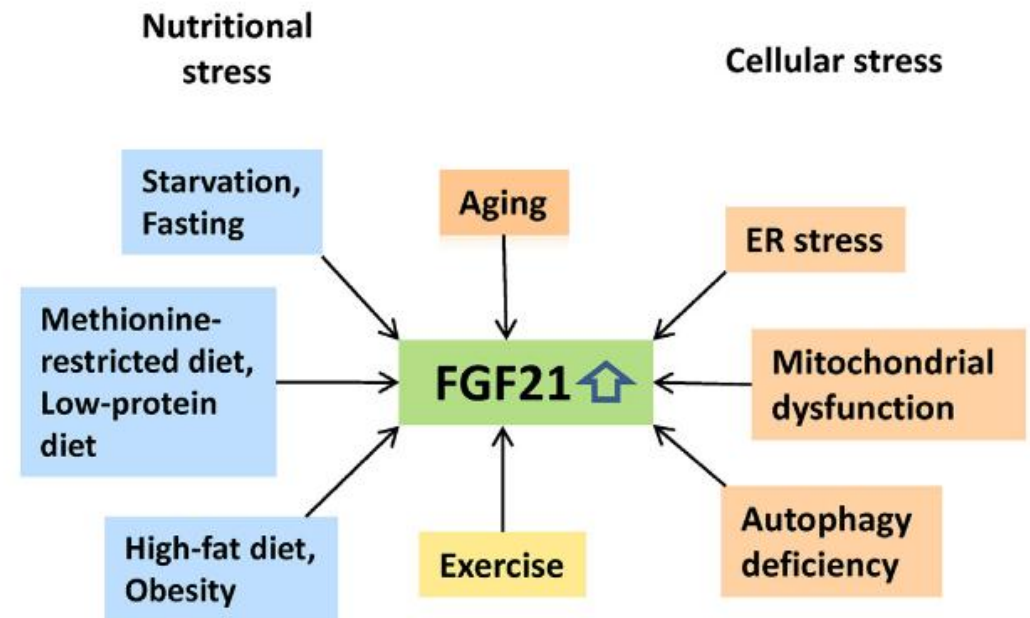 Nutritional
stress
Cellular stress
Starvation,
Fasting
Aging
ER stress
Methionine-
restricted diet,
Low-protein
diet
FGF21
Mitochondrial
dysfunction
High-fat diet,
Obesity
Exercise
Autophagy
deficiency